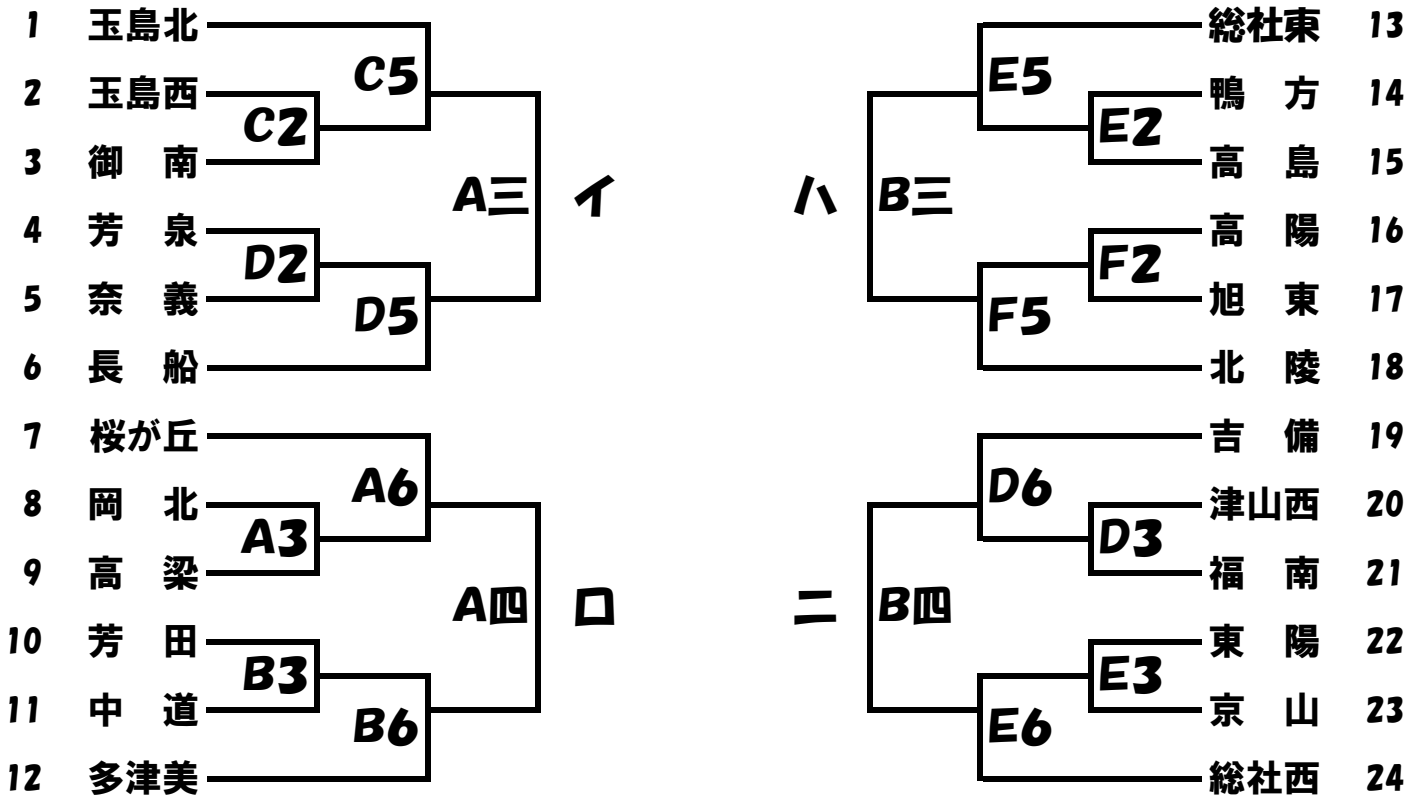 1 玉島北 総社東 13
C5 E5
2 玉島西 鴨 方 14
C2 E2
3 御 南 高 島 15
A三 イ ハ B三
4 芳 泉 高 陽 16
D2 F2
5 奈 義 旭 東 17
D5 F5
6 長 船 北 陵 18
7 桜が丘 吉 備 19
A6 D6
8 岡 北 津山西 20
A3 D3
9 高 梁 福 南 21
A四 ロ ニ B四
10 芳 田 東 陽 22
B3 E3
11 中 道 京 山 23
B6 E6
12 多津美 総社西 24